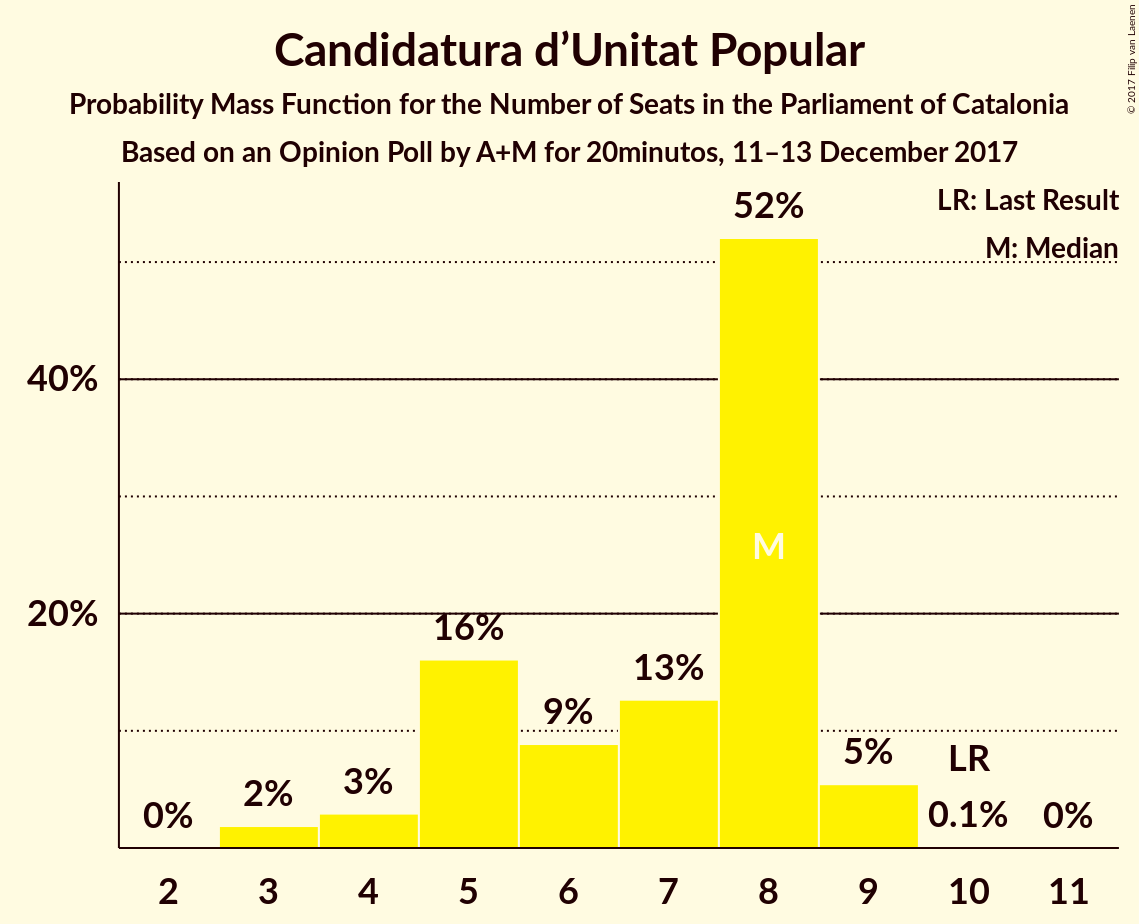 Candidatura d’Unitat Popular
Probability Mass Function for the Number of Seats in the Parliament of Catalonia
Based on an Opinion Poll by A+M for 20minutos, 11–13 December 2017
© 2017 Filip van Laenen
LR: Last Result
M: Median
40%
20%
0%
2%
3%
16%
9%
13%
52%
M
5%
LR
0.1%
0%
2 3 4 5 6 7 8 9 10 11